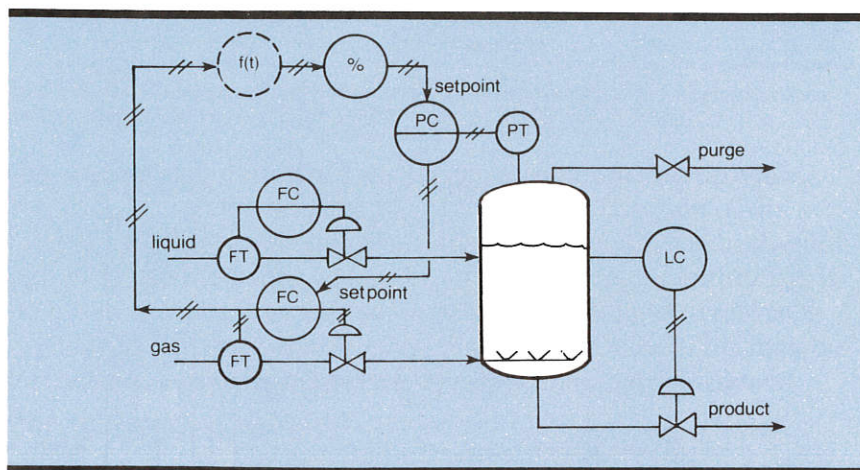 f(t)
%
setpoint
PC
PT
purge
FC
liquid
FT
LC
FC
setpoint
gas
FT
product